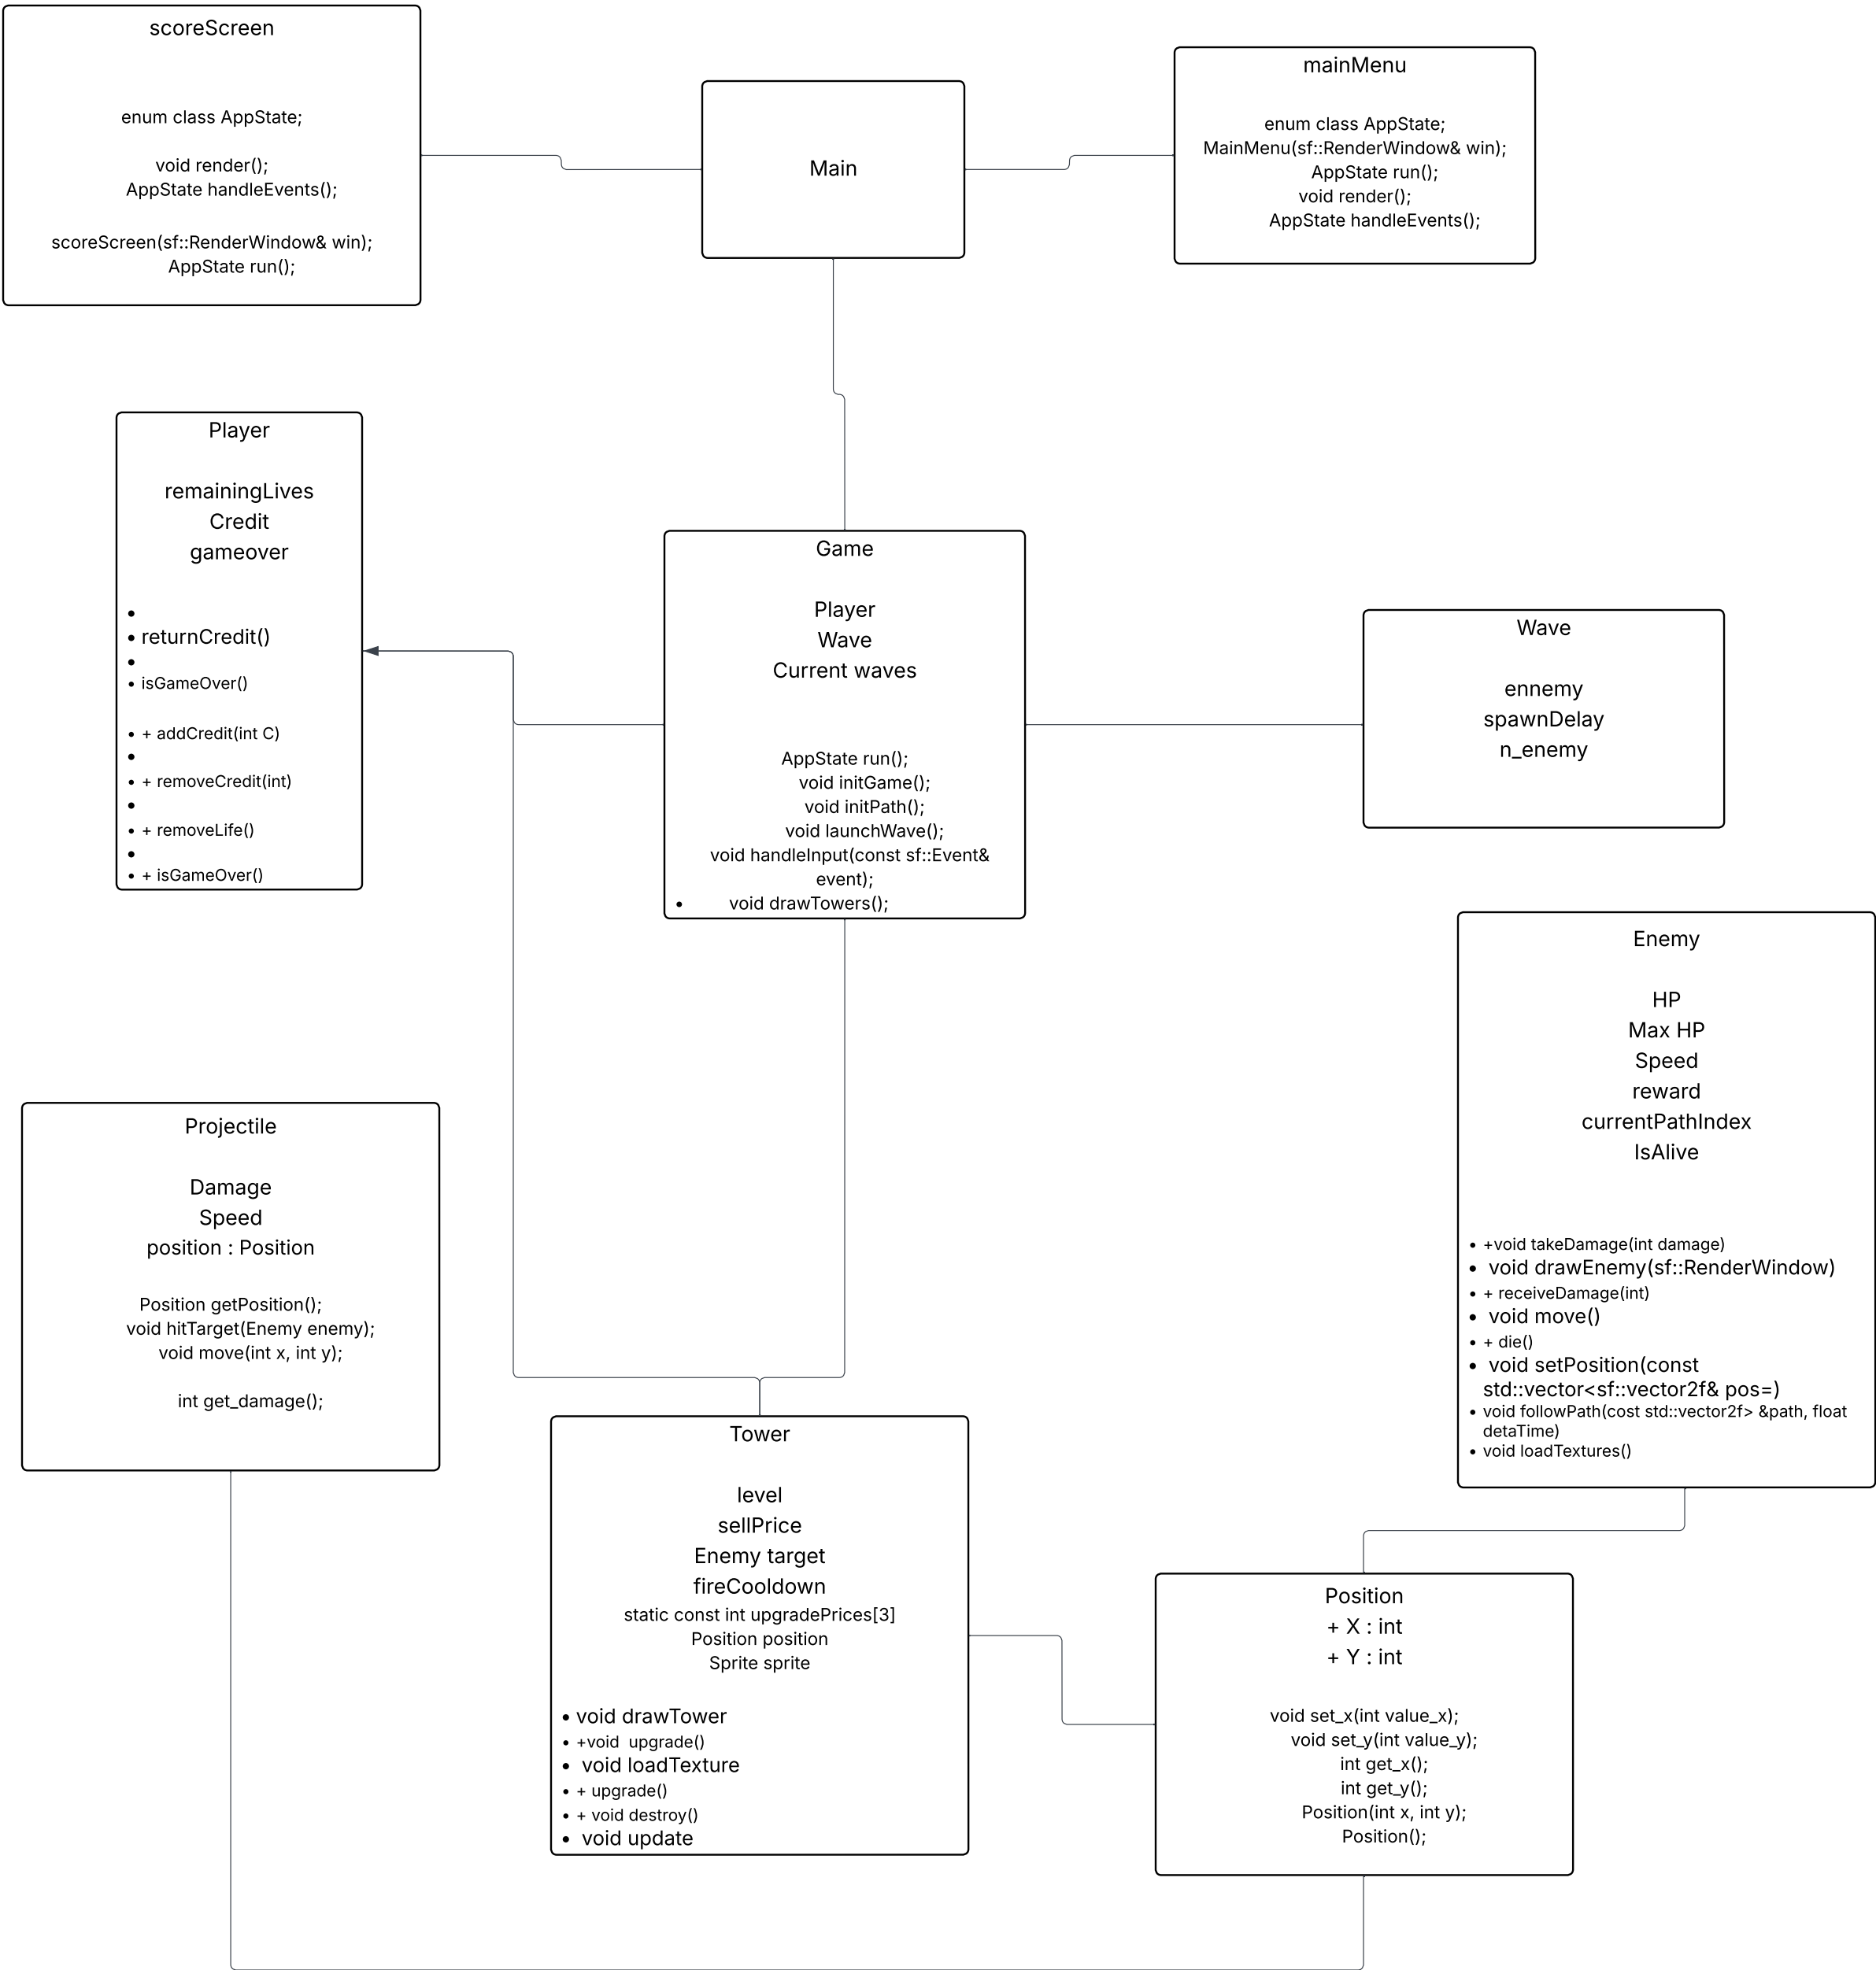 scoreScreen
enum class AppState;
void render();
AppState handleEvents();
scoreScreen(sf::RenderWindow& win);
AppState run();
Main
mainMenu
enum class AppState;
MainMenu(sf::RenderWindow& win);
AppState run();
void render();
AppState handleEvents();
Player
remainingLives
Credit
gameover
•
• returnCredit()
•
• isGameOver()
• + addCredit(int C)
•
• + removeCredit(int)
•
• + removeLife()
•
• + isGameOver()
Game
Player
Wave
Current waves
AppState run();
void initGame();
void initPath();
void launchWave();
void handleInput(const sf::Event&
event);
• void drawTowers();
Wave
ennemy
spawnDelay
n_enemy
Enemy
HP
Max HP
Speed
reward
currentPathIndex
IsAlive
• +void takeDamage(int damage)
• void drawEnemy(sf::RenderWindow)
• + receiveDamage(int)
• void move()
• + die()
• void setPosition(const
std::vector<sf::vector2f& pos=)
• void followPath(cost std::vector2f> &path, float
detaTime)
• void loadTextures()
Projectile
Damage
Speed
position : Position
Position getPosition();
void hitTarget(Enemy enemy);
void move(int x, int y);
int get_damage();
Tower
level
sellPrice
Enemy target
fireCooldown
static const int upgradePrices[3]
Position position
Sprite sprite
• void drawTower
• +void  upgrade()
• void loadTexture
• + upgrade()
• + void destroy()
• void update
Position
+ X : int
+ Y : int
void set_x(int value_x);
void set_y(int value_y);
int get_x();
int get_y();
Position(int x, int y);
Position();